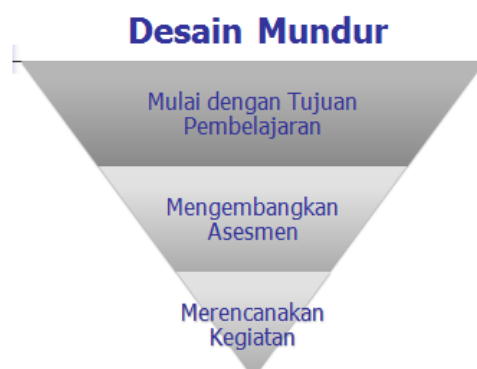 Desain Mundur
Mulai dengan Tujuan
Pembelajaran
Mengembangkan
Asesmen
Merencanakan
Kegiatan